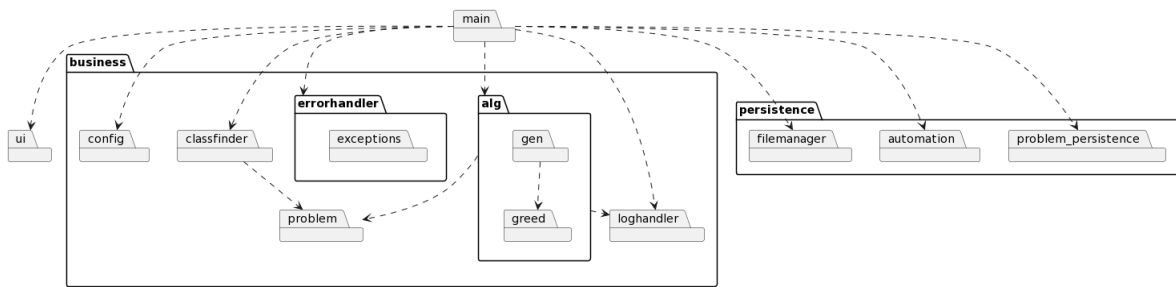 main
business
errorhandler
alg
persistence
ui
config
classfinder
exceptions
gen
filemanager
automation
problem_persistence
problem
greed
loghandler